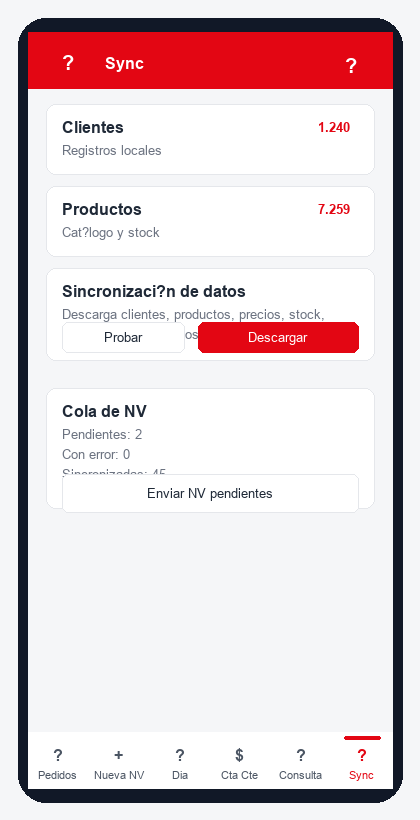 ? Sync ?
Clientes 1.240
Registros locales
Productos 7.259
Cat?logo y stock
Sincronizaci?n de datos
Descarga clientes, productos, precios, stock,
os
Probar Descargar
Cola de NV
Pendientes: 2
Con error: 0
Sincronizadas: 45
Enviar NV pendientes
? + ? $ ? ?
Pedidos Nueva NV Dia Cta Cte Consulta Sync